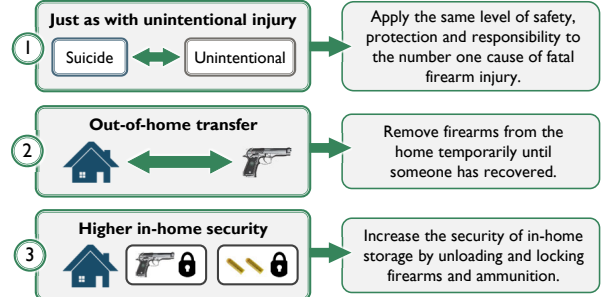 Just as with unintentional injury
1
Suicide
Unintentional
Apply the same level of safety,
protection and responsibility to
the number one cause of fatal
firearm injury.
Out-of-home transfer
2
Remove firearms from the
home temporarily until
someone has recovered.
Higher in-home security
3
Increase the security of in-home
storage by unloading and locking
firearms and ammunition.